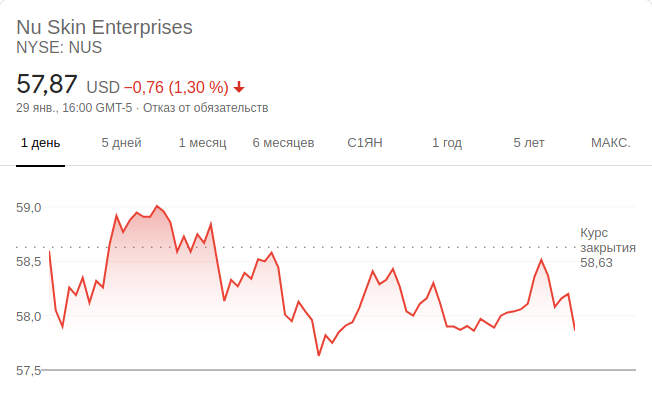 Nu Skin Enterprises
NYSE: NUS
57,87 USD −0,76 (1,30 %)
29 янв., 16:00 GMT-5 · Отказ от обязательств
1 день 5 дней 1 месяц 6 месяцев С1ЯН 1 год 5 лет МАКС.
59,0
Курс
закрытия
58,63
58,5
58,0
57,5